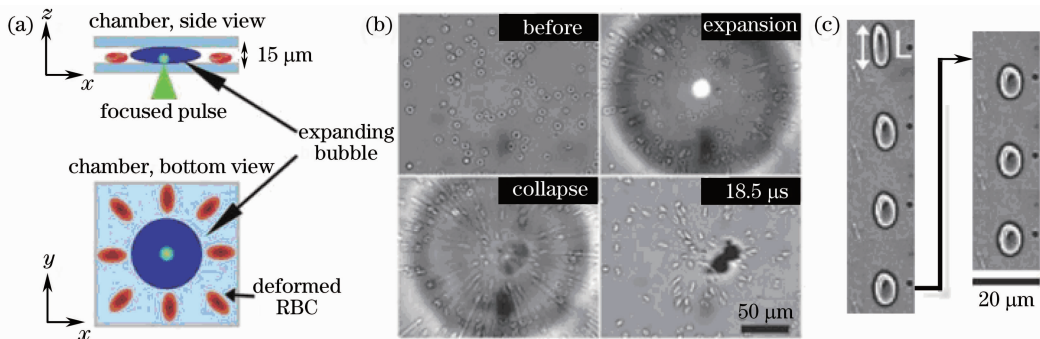 (a)
z
chamber, side view
15 μm
x
focused pulse
expanding
bubble
chamber, bottom view
y
deformed
RBC
x
(b)
before
expansion
collapse
18.5 μs
50 μm
(c)
L
20 μm